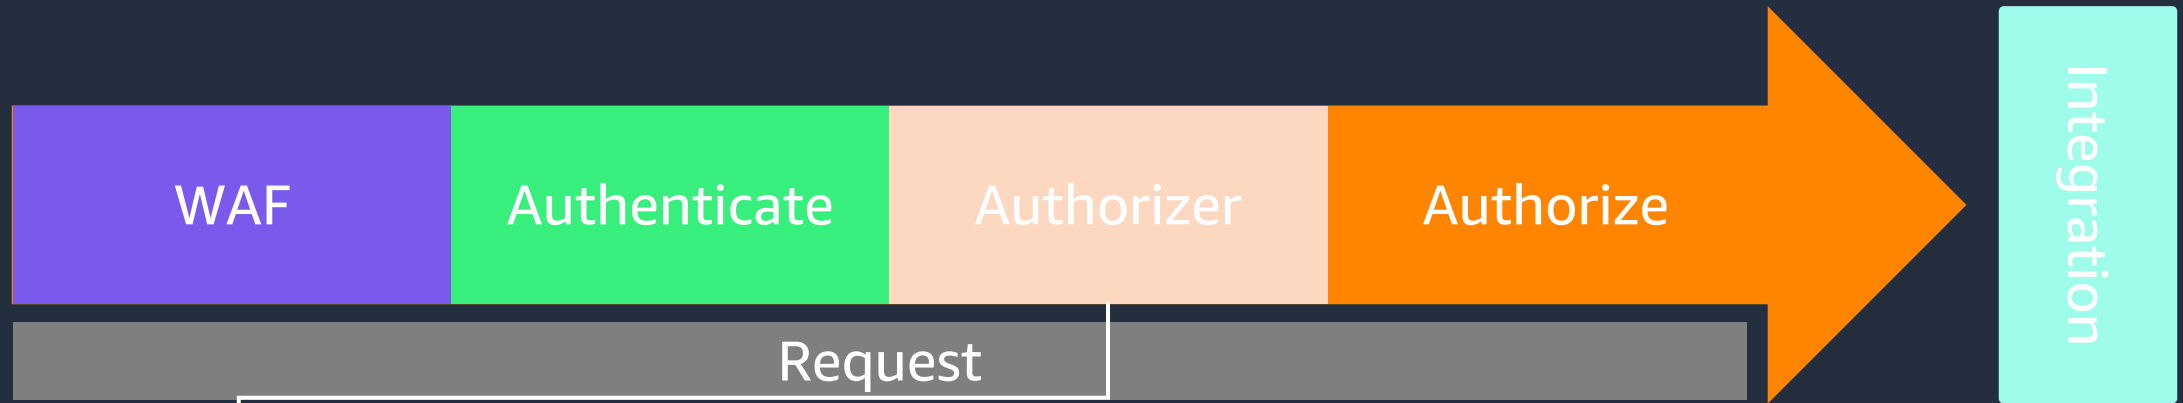 WAF
Authenticate
Authorizer
Authorize
Integration
Request